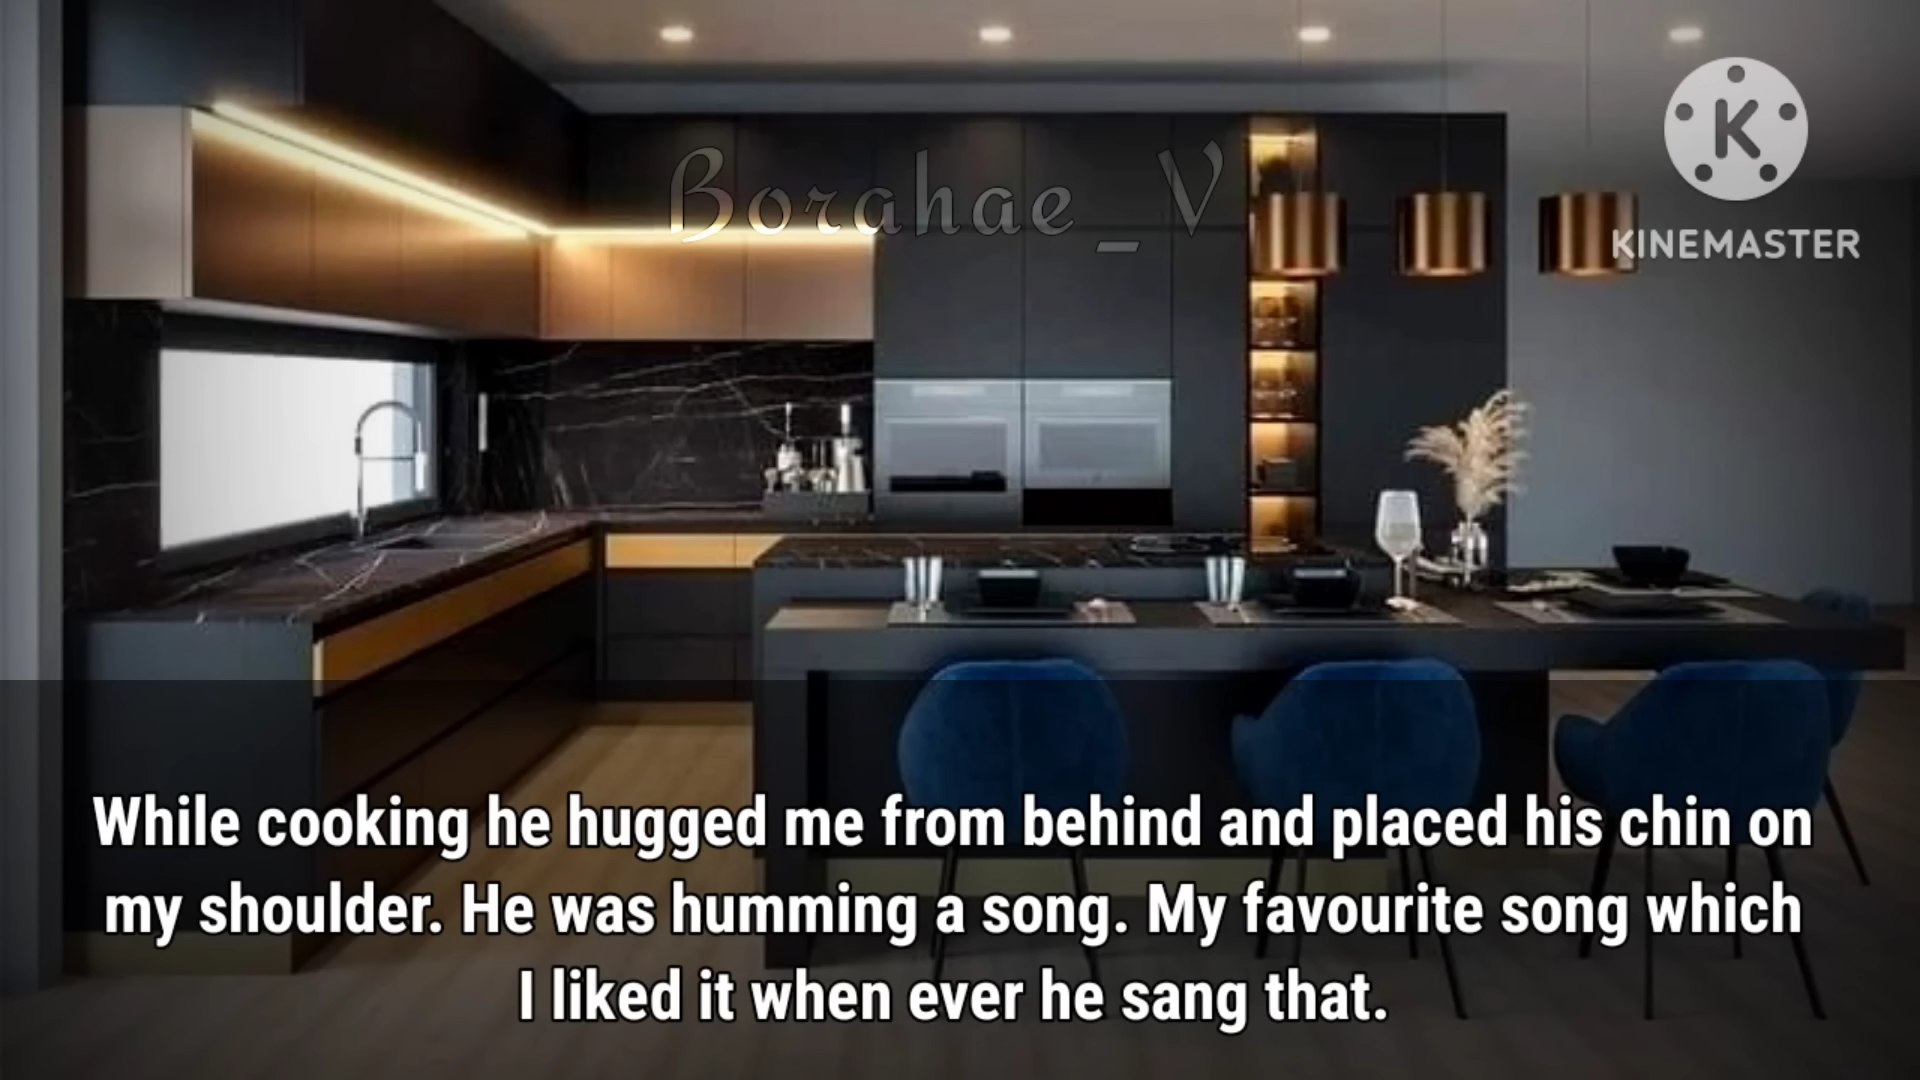 Borahae_V
K
KINEMASTER
While cooking he hugged me from behind and placed his chin on
my shoulder. He was humming a song. My favourite song which
I liked it when ever he sang that.